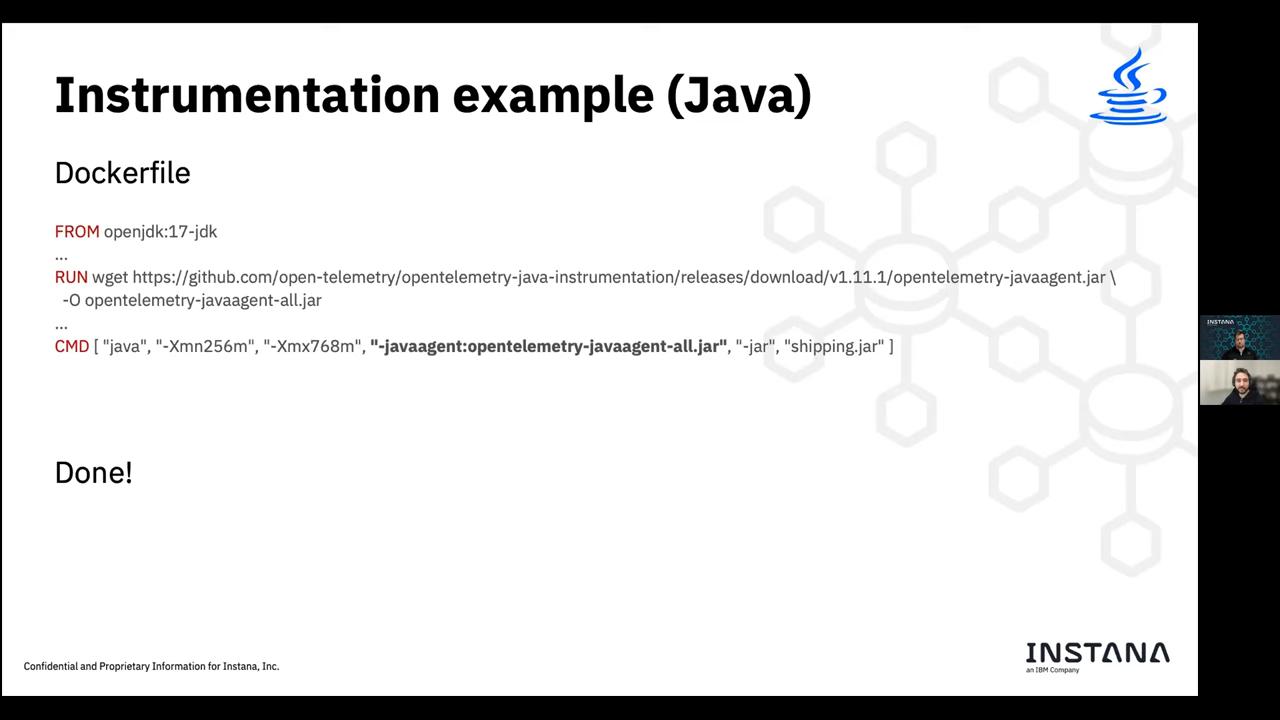 Instrumentation example (Java)
Dockerfile
FROM openjdk:17-jdk
...
RUN wget https://github.com/open-telemetry/opentelemetry-java-instrumentation/releases/download/v1.11.1/opentelemetry-javaagent.jar \
-O opentelemetry-javaagent-all.jar
...
CMD [ "java", "-Xmn256m", "-Xmx768m", "-javaagent:opentelemetry-javaagent-all.jar", "-jar", "shipping.jar" ]
Done!
Confidential and Proprietary Information for Instana, Inc.
INSTANA
an IBM Company
INSTANA